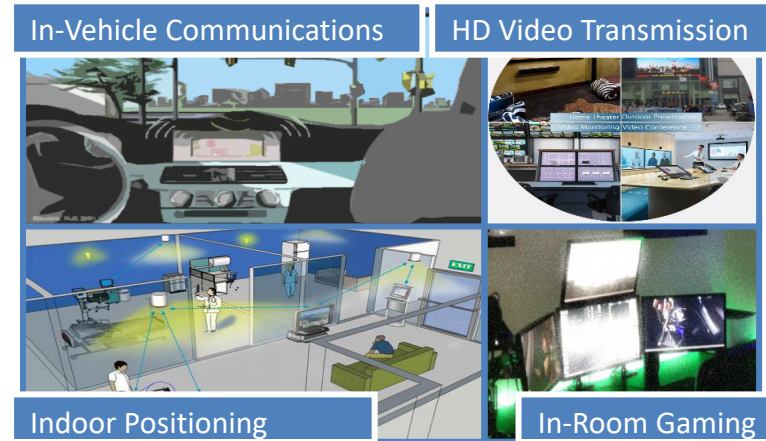 In-Vehicle Communications
HD Video Transmission
Home Theater Outdoor Presentation
Video Monitoring Video Conference
EXIT
Indoor Positioning
In-Room Gaming